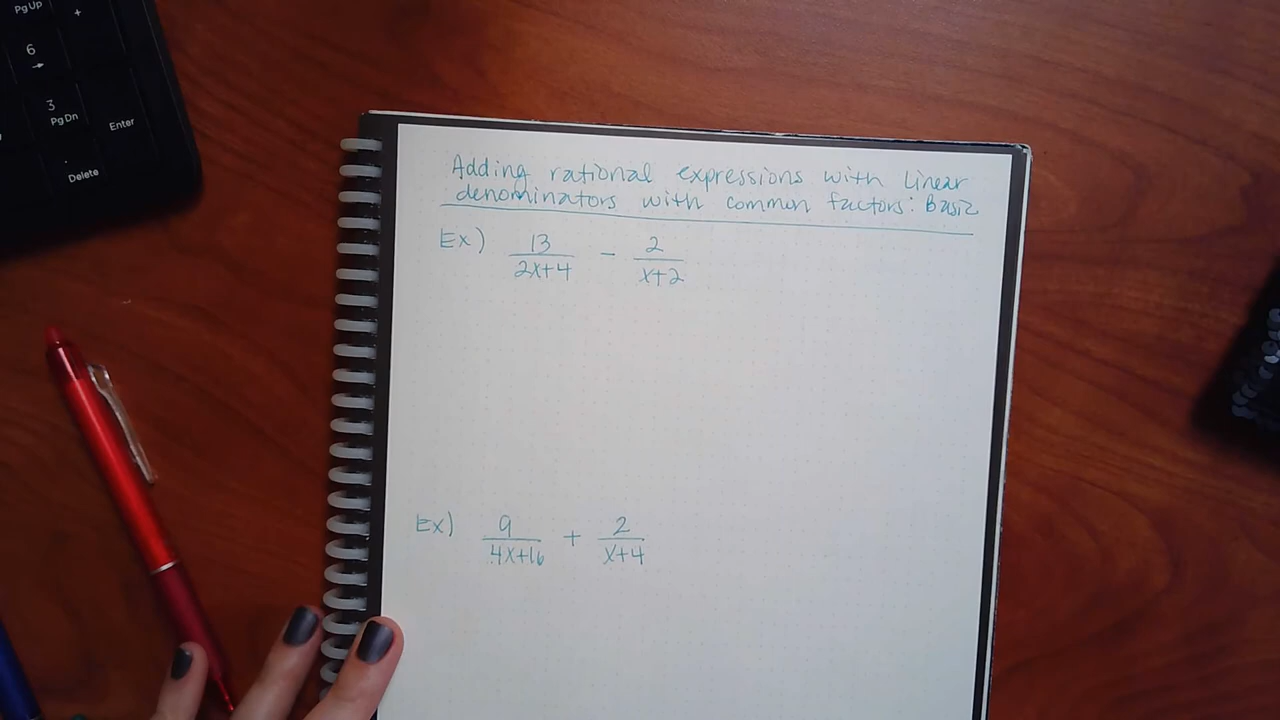 PgUp
+
6
→
3
PgDn
Enter
.
Delete
Adding rational expressions with linear
denominators with common factors: Basic
Ex) 13/(2x+4) - 2/(x+2)
Ex) 9/(4x+16) + 2/(x+4)